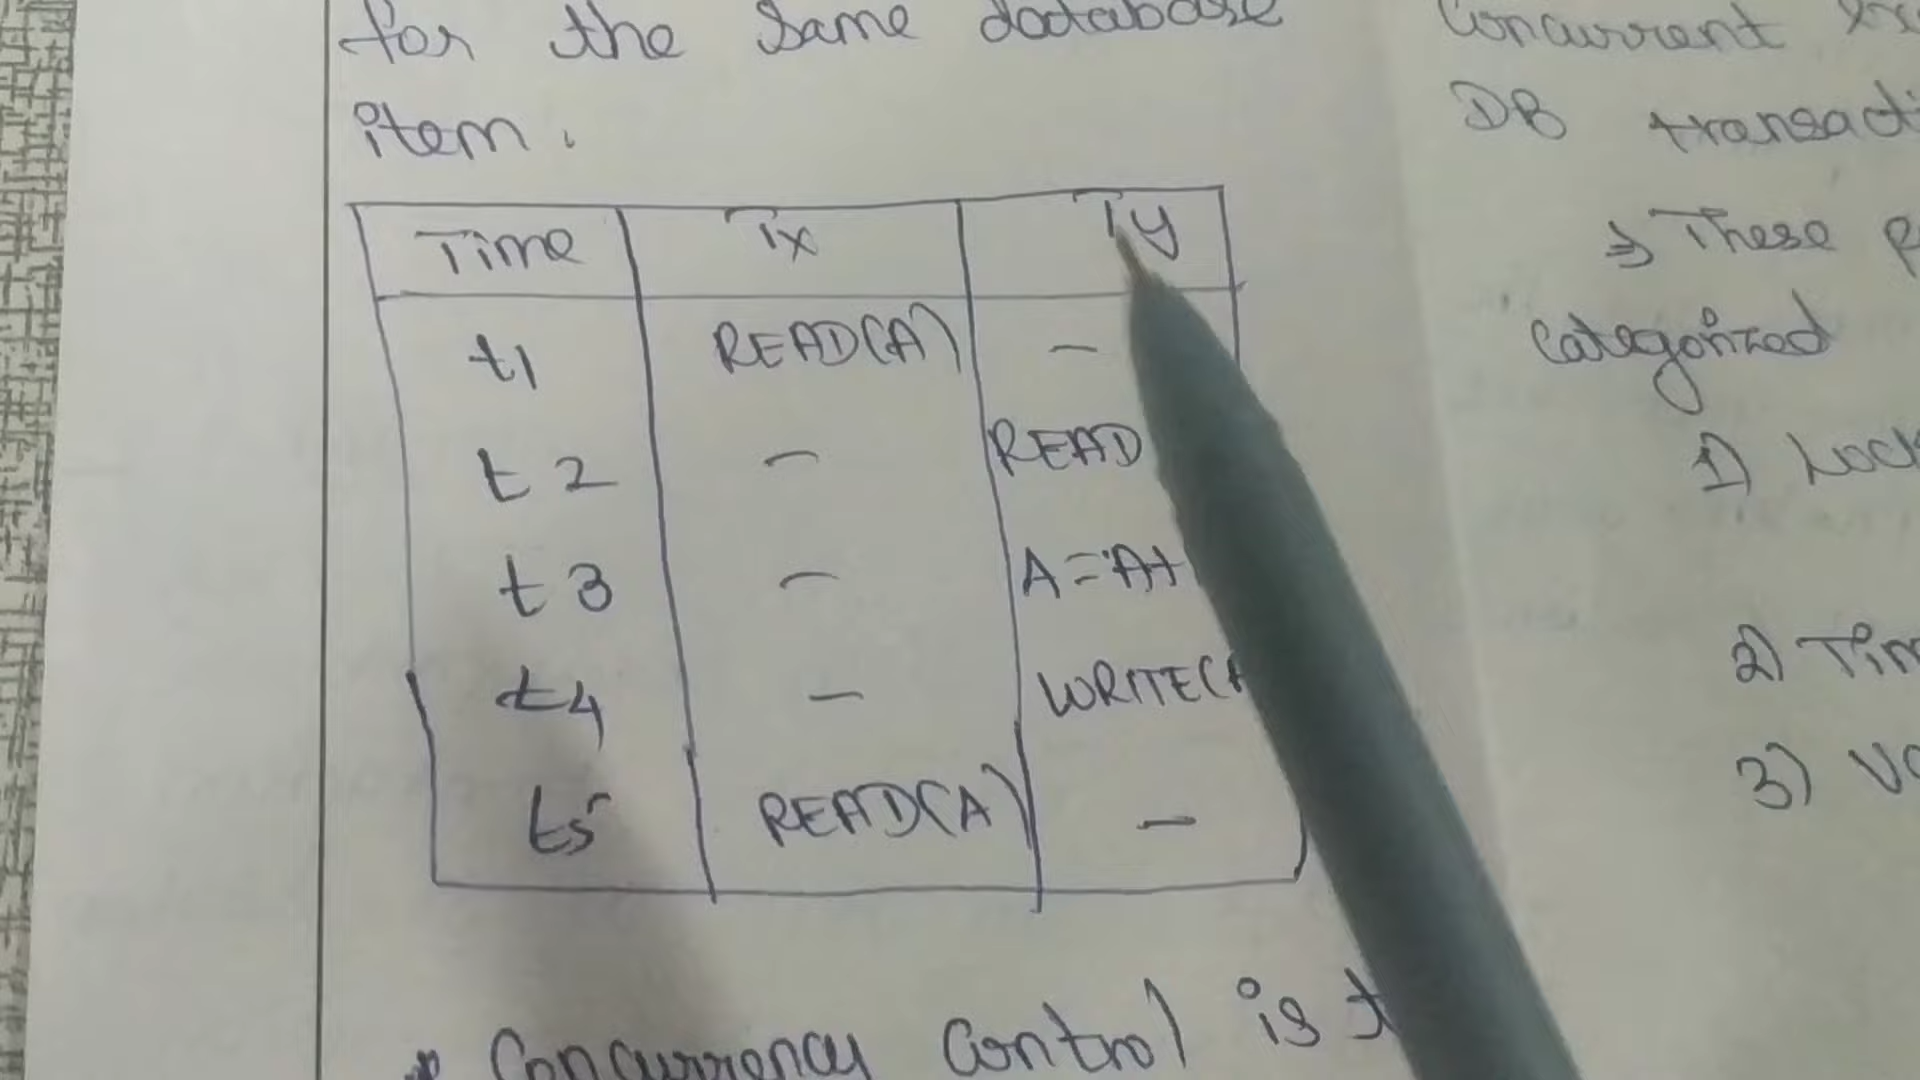 for the same database
item.
Time Tx Ty
t1 READ(A) -
t2 - READ
t3 - A=A+
t4 - WRITE(A
t5 READ(A) -
Concurrency Control is
Concurrent
DB
=> These
Categorized
1)
2)
3)